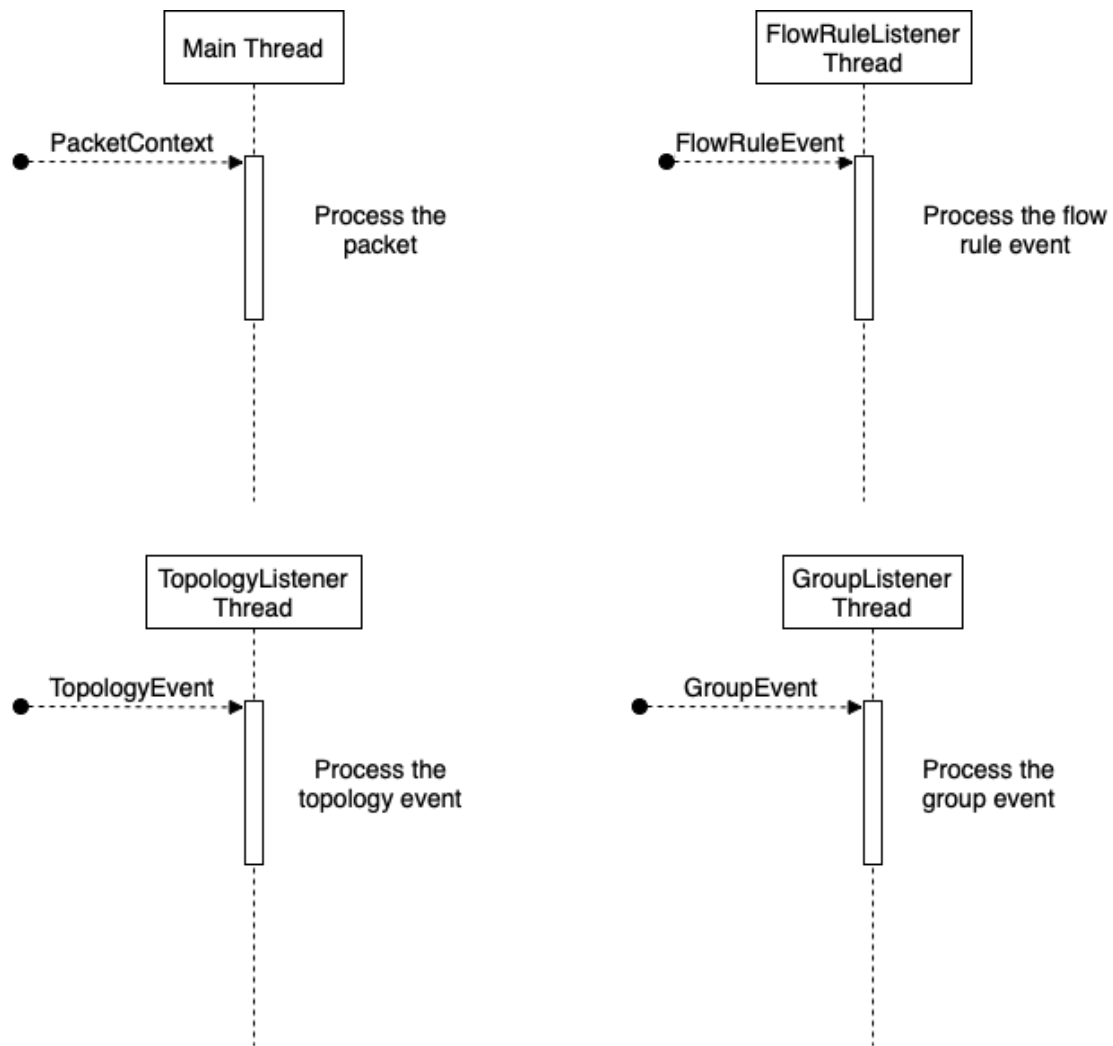 Main Thread
PacketContext
Process the
packet
FlowRuleListener
Thread
FlowRuleEvent
Process the flow
rule event
TopologyListener
Thread
TopologyEvent
Process the
topology event
GroupListener
Thread
GroupEvent
Process the
group event